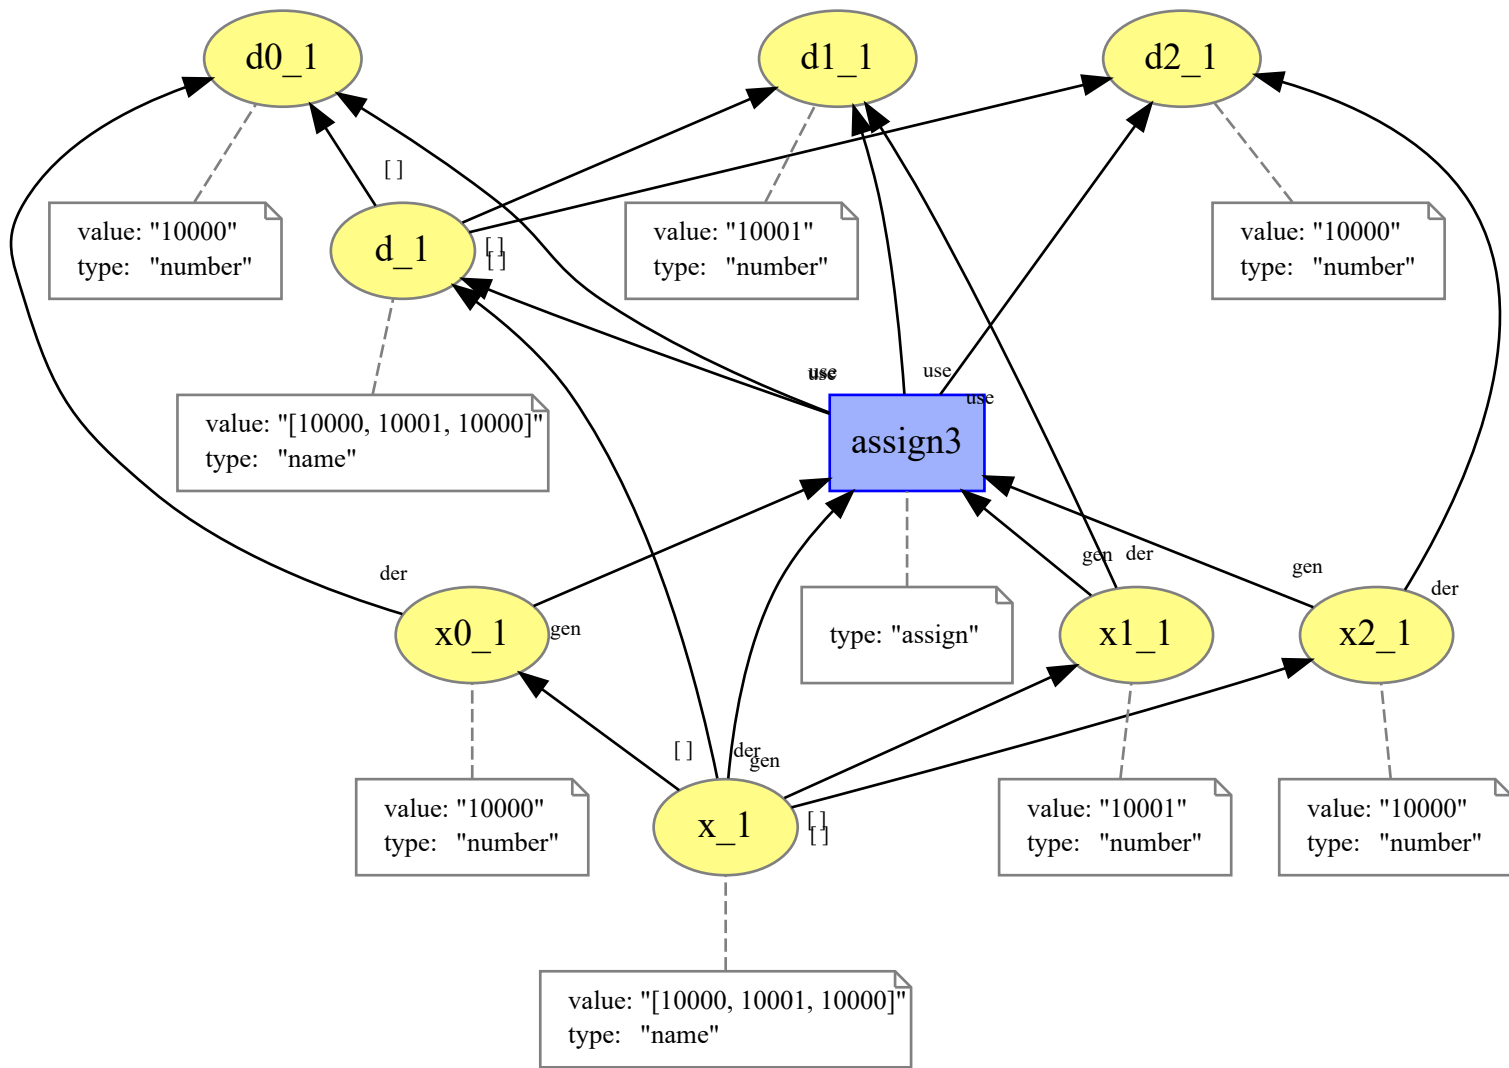 d0_1
d1_1
d2_1
[ ]
value: "10000"
type: "number"
d_1
[ ]
[ ]
value: "10001"
type: "number"
value: "10000"
type: "number"
use
use
use
use
value: "[10000, 10001, 10000]"
type: "name"
assign3
der
gen
der
gen
der
x0_1
gen
type: "assign"
x1_1
x2_1
[ ]
der
gen
value: "10000"
type: "number"
x_1
[ ]
[ ]
value: "10001"
type: "number"
value: "10000"
type: "number"
value: "[10000, 10001, 10000]"
type: "name"